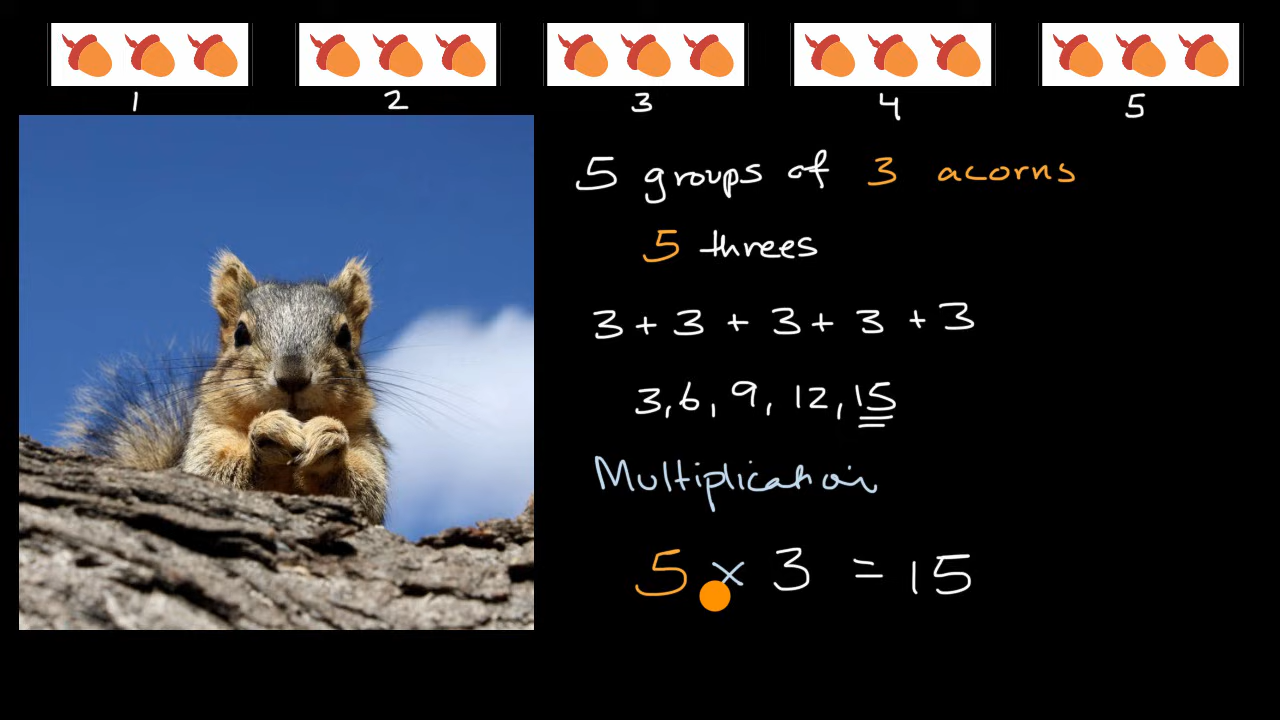 1 2 3 4 5
5 groups of 3 acorns
5 threes
3 + 3 + 3 + 3 + 3
3, 6, 9, 12, 15
Multiplication
5 x 3 = 15